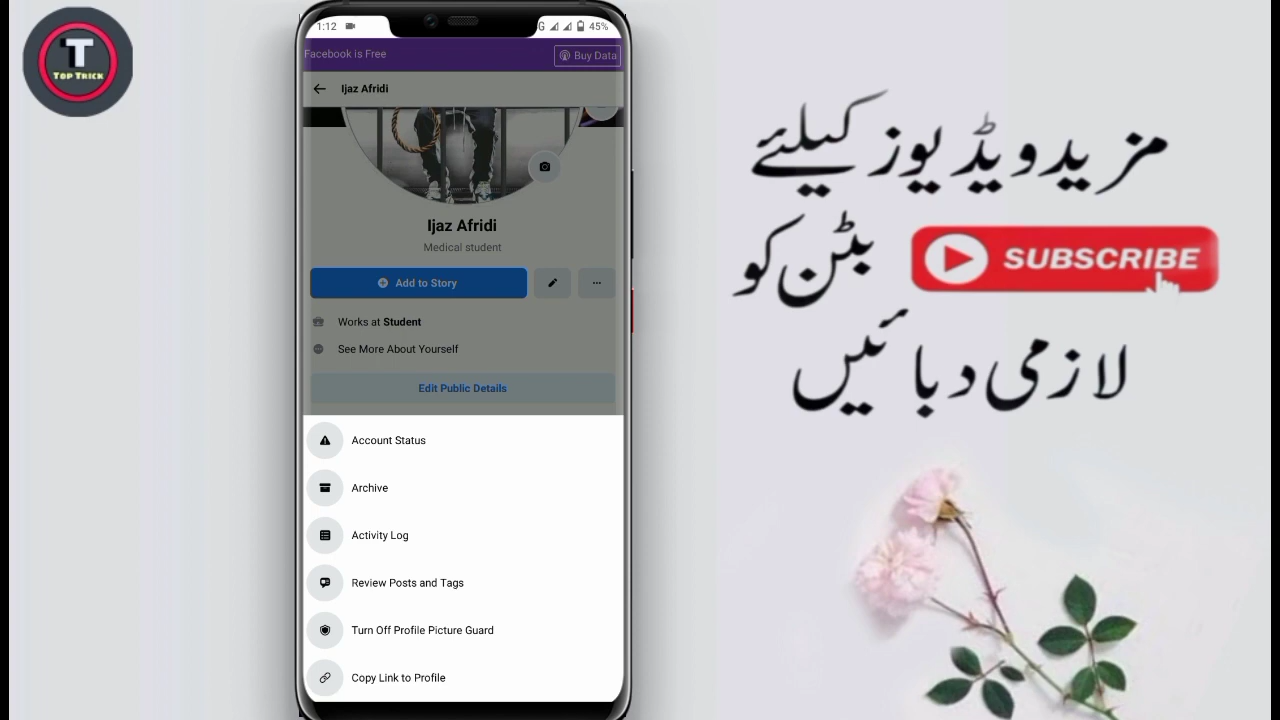 T
TOP TRICK
1:12
G 45%
Facebook is Free
Buy Data
Ijaz Afridi
Ijaz Afridi
Medical student
Add to Story
Works at Student
See More About Yourself
Edit Public Details
Account Status
Archive
Activity Log
Review Posts and Tags
Turn Off Profile Picture Guard
Copy Link to Profile
مزید ویڈیوز کیلئے
SUBSCRIBE بٹن کو
لازمی دبائیں